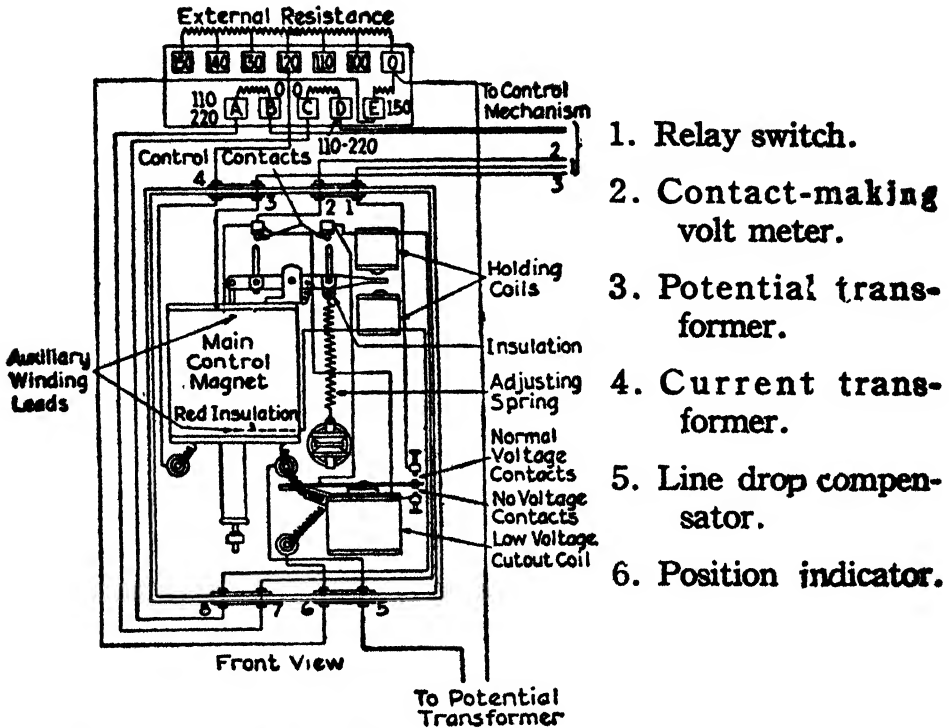 External Resistance
150 140 130 120 110 100 0
To Control
Mechanism
110
220
A B C D E 150
0 0
110-220
Control Contacts
2
1
3
4 3 2 1
Holding
Coils
Insulation
Main
Control
Magnet
Auxiliary
Winding
Leads
Adjusting
Spring
Red Insulation
Normal
Voltage
Contacts
No Voltage
Contacts
Low Voltage
Cutout Coil
8 7 6 5
Front View
To Potential
Transformer
1. Relay switch.
2. Contact-making
volt meter.
3. Potential trans-
former.
4. Current trans-
former.
5. Line drop compen-
sator.
6. Position indicator.